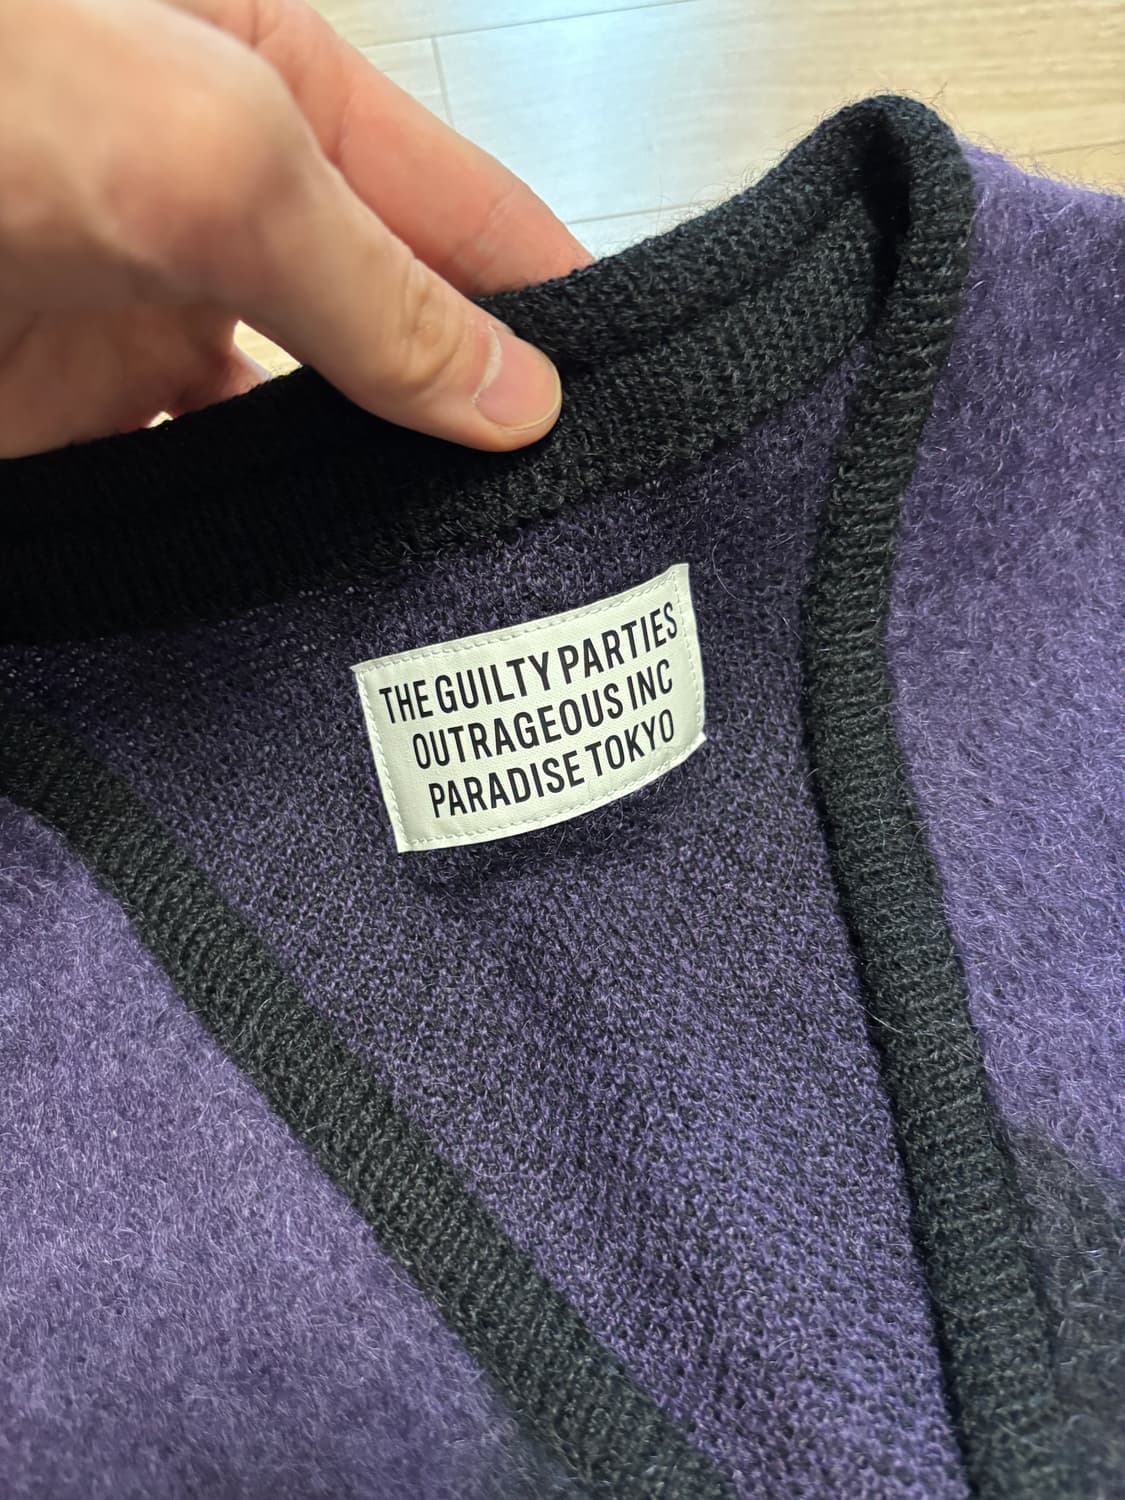 THE GUILTY PARTIES
OUTRAGEOUS INC
PARADISE TOKYO